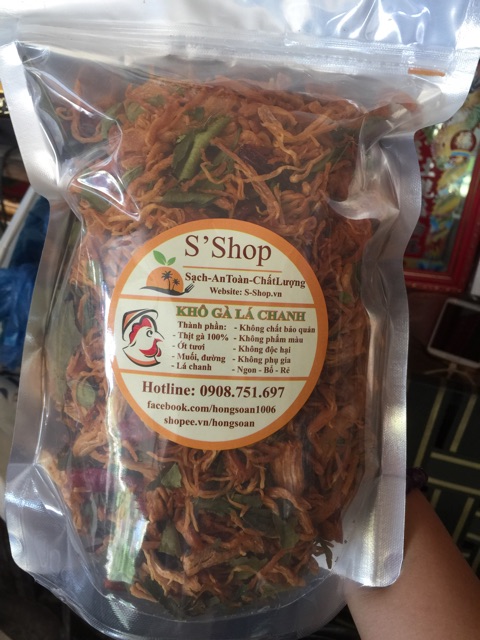 S'Shop
Sạch-AnToàn-ChấtLượng
Website: S-Shop.vn
KHÔ GÀ LÁ CHANH
Thành phần:
- Thịt gà 100%
- Ớt tươi
- Muối, đường
- Lá chanh
- Không chất bảo quản
- Không phẩm màu
- Không độc hại
- Không phụ gia
- Ngon - Bổ - Rẻ
Hotline: 0908.751.697
facebook.com/hongsoan1006
shopee.vn/hongsoan